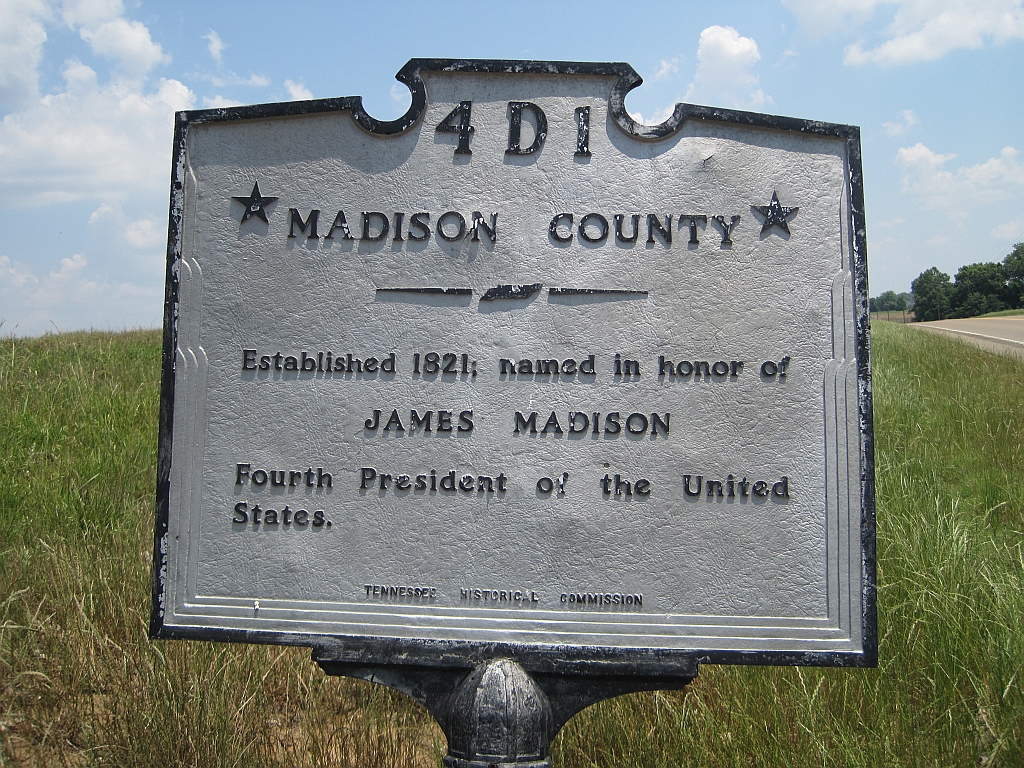 4D1
MADISON COUNTY
Established 1821; named in honor of
JAMES MADISON
Fourth President of the United
States.
TENNESSEE HISTORICAL COMMISSION